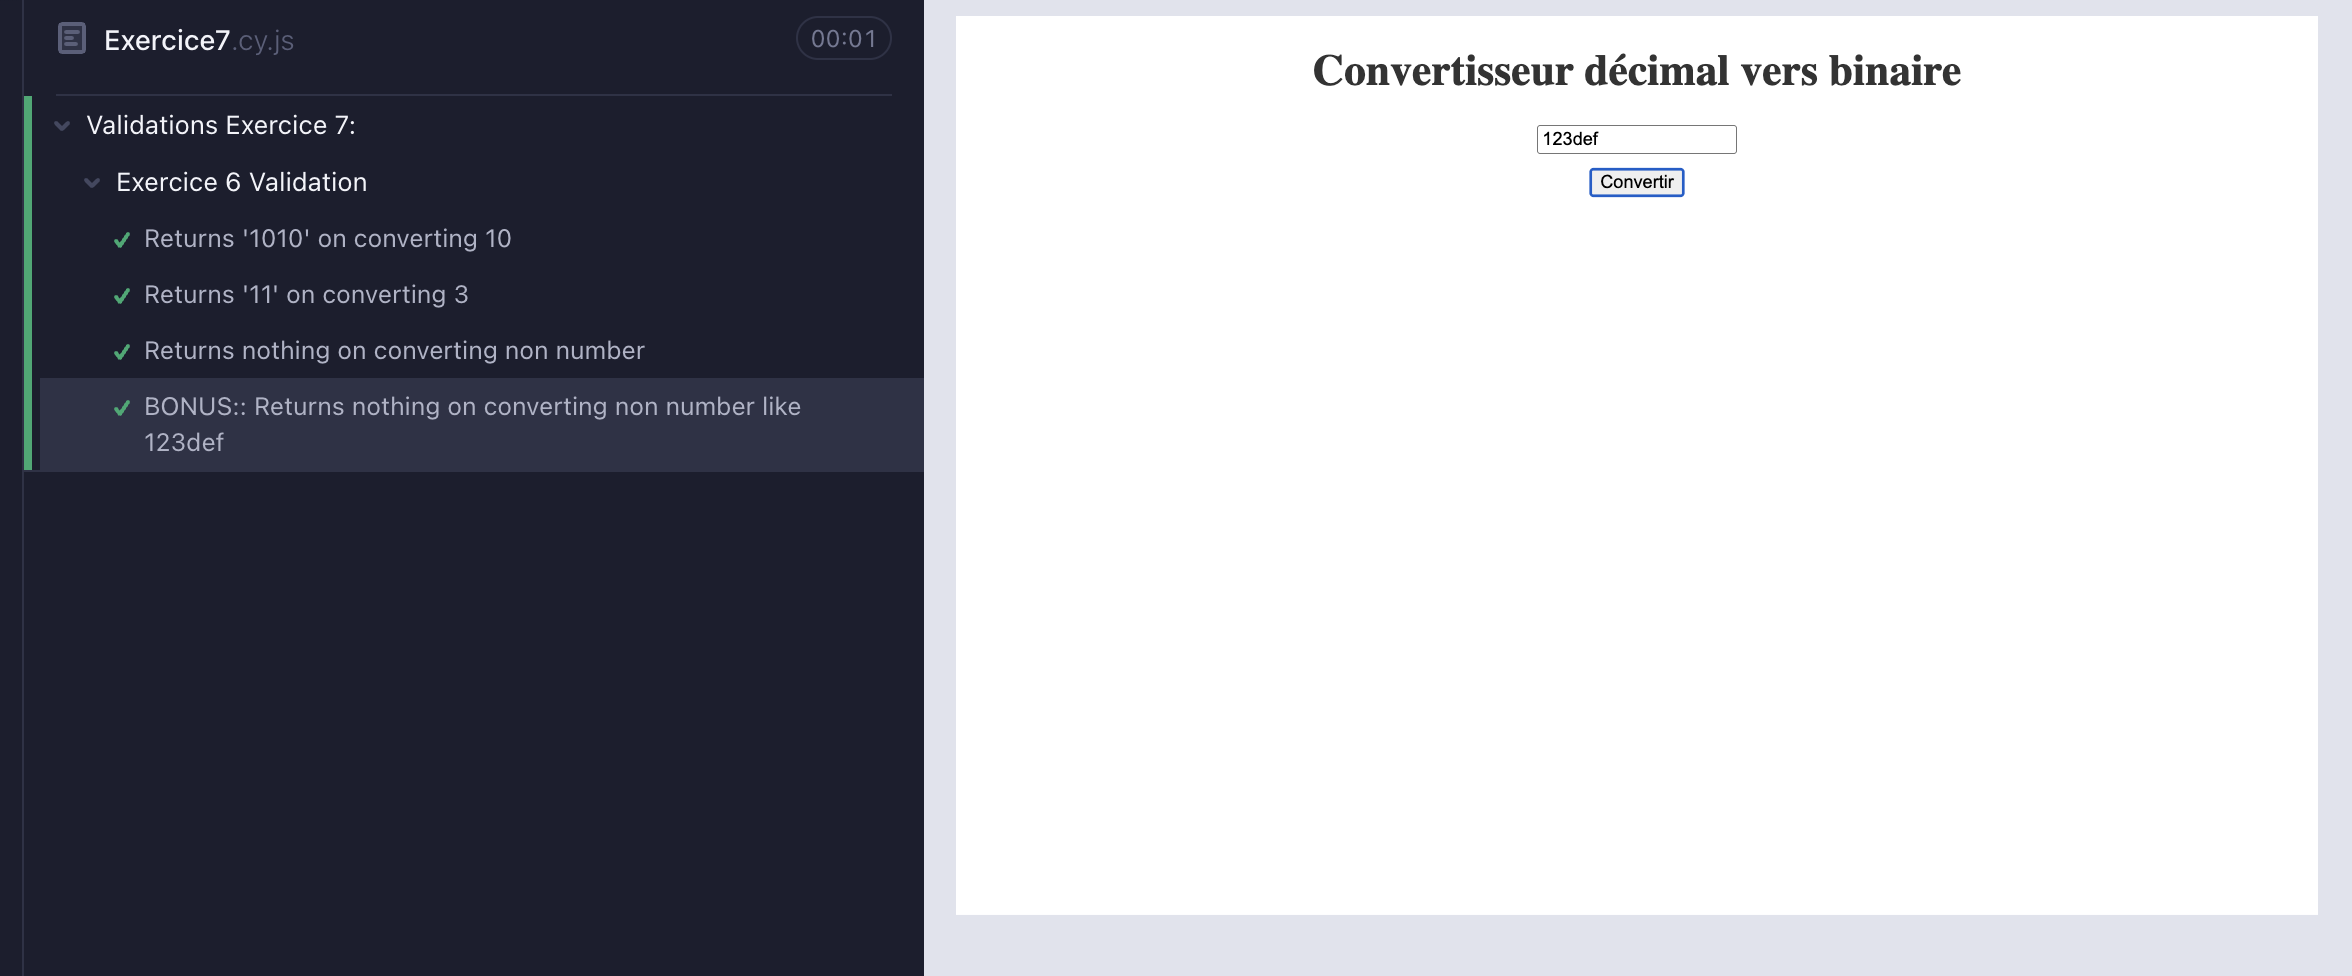 Exercice7.cy.js
00:01
Validations Exercice 7:
Exercice 6 Validation
Returns '1010' on converting 10
Returns '11' on converting 3
Returns nothing on converting non number
BONUS:: Returns nothing on converting non number like
123def
Convertisseur décimal vers binaire
123def
Convertir